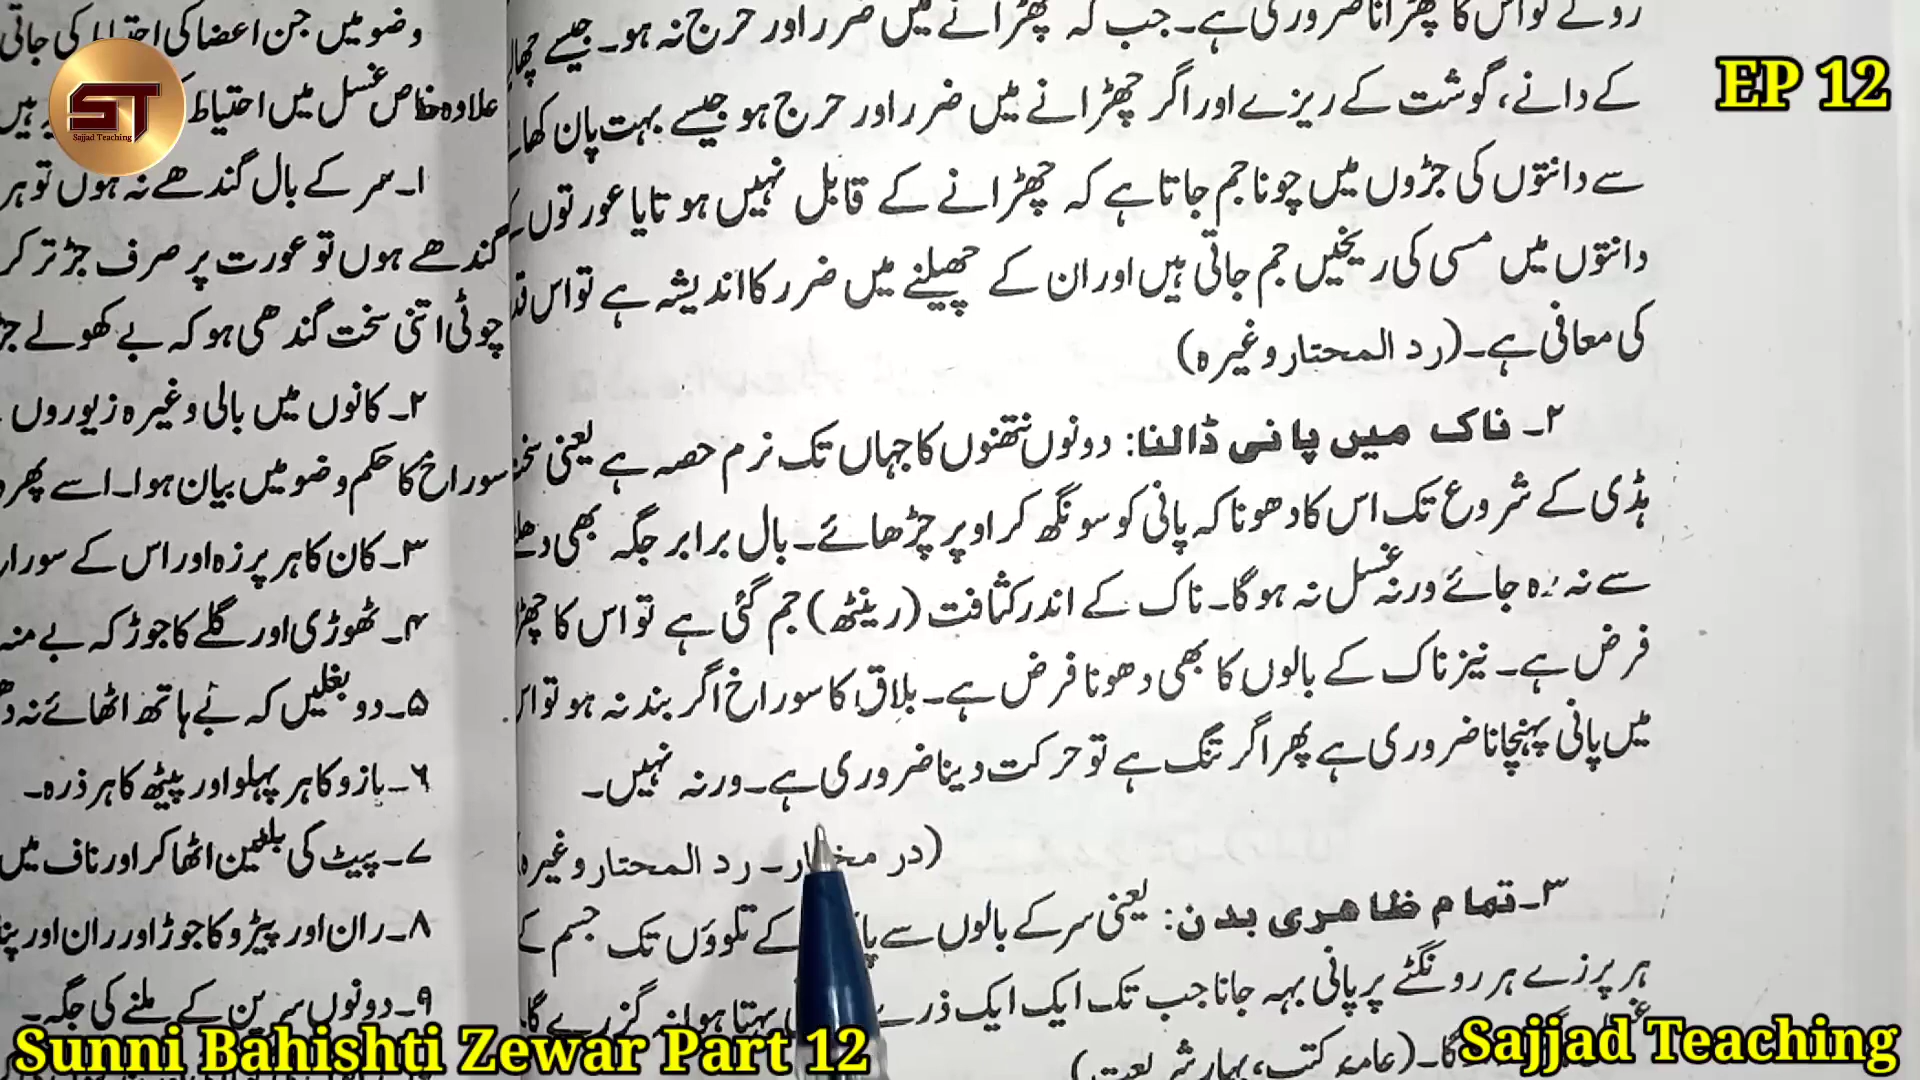 EP 12
ST
Sajjad Teaching
روکے تو اس کا چھڑانا ضروری ہے۔ جب کہ چھڑانے میں ضرر اور حرج نہ ہو۔ جیسے
کے دانے، گوشت کے ریزے اور اگر چھڑانے میں ضرر اور حرج ہو جیسے بہت پان
سے دانتوں کی جڑوں میں چونا جم جاتا ہے کہ چھڑانے کے قابل نہیں ہوتا یا عورتوں
دانتوں میں مسی کی ریخیں جم جاتی ہیں اور ان کے چھیلنے میں ضرر کا اندیشہ ہے تو اس
کی معافی ہے۔ (رد المحتار وغیرہ)
۲۔ ناک میں پانی ڈالنا: دونوں نتھنوں کا جہاں تک نرم حصہ ہے یعنی
ہڈی کے شروع تک اس کا دھونا کہ پانی کو سونگھ کر اوپر چڑھائے۔ بال برابر جگہ بھی
سے نہ رہ جائے ورنہ غسل نہ ہوگا۔ ناک کے اندر کثافت (رینٹھ) جم گئی ہے تو اس کا
فرض ہے۔ نیز ناک کے بالوں کا بھی دھونا فرض ہے۔ بلاق کا سوراخ اگر بند نہ ہو تو
میں پانی پہنچانا ضروری ہے پھر اگر تنگ ہے تو حرکت دینا ضروری ہے۔ ورنہ نہیں۔
(در رد المحتار وغیرہ
۳۔ تمام ظاہری بدن: یعنی سر کے بالوں سے کے تلوؤں تک جسم کے
ہر پرزے ہر رونگٹے پر پانی بہہ جانا جب تک ایک ایک ذرے بہتا ہوا نہ گزرے گا
(عامۂ کتب، بہار شریعت)
وضو میں جن اعضا کی کی جاتی
علاوہ خاص غسل میں احتیاط ہیں
۱۔ سر کے بال گندھے نہ ہوں تو ہر
گندھے ہوں تو عورت پر صرف جڑ تر کر
چوٹی اتنی سخت گندھی ہو کہ بے کھولے
۲۔ کانوں میں بالی وغیرہ زیوروں
سوراخ کا حکم وضو میں بیان ہوا۔ اسے پھر
۳۔ کان کا ہر پرزہ اور اس کے
۴۔ ٹھوڑی اور گلے کا جوڑ کہ بے منہ
۵۔ دو بغلیں کہ بے ہاتھ اٹھائے نہ
۶۔ بازو کا ہر پہلو اور پیٹھ کا ہر ذرہ۔
۷۔ پیٹ کی بلٹین اٹھا کر اور ناف میں
۸۔ ران اور پیڑو کا جوڑ اور ران اور
۹۔ دونوں سرین کے ملنے کی جگہ۔
Sunni Bahishti Zewar Part 12
Sajjad Teaching